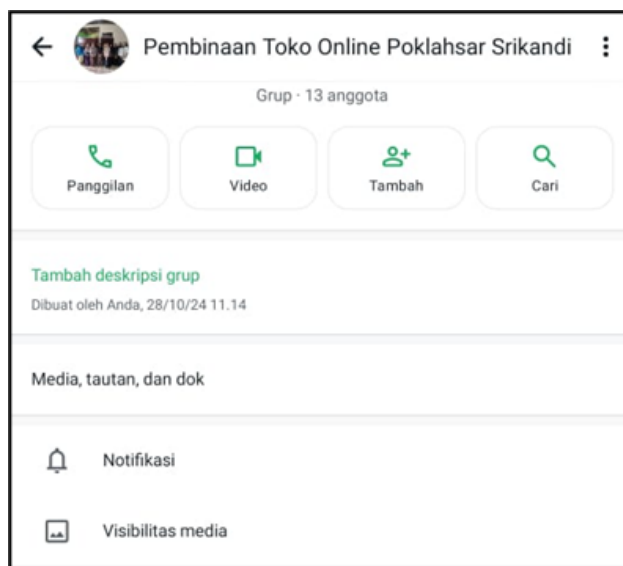 Pembinaan Toko Online Poklahsar Srikandi
Grup · 13 anggota
Panggilan
Video
Tambah
Cari
Tambah deskripsi grup
Dibuat oleh Anda, 28/10/24 11.14
Media, tautan, dan dok
Notifikasi
Visibilitas media